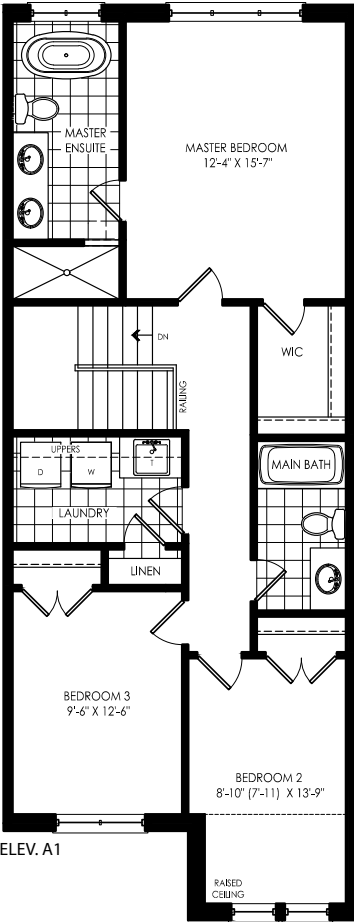 MASTER
ENSUITE
MASTER BEDROOM
12'-4" X 15'-7"
DN
WIC
RAILING
UPPERS
D
W
T
MAIN BATH
LAUNDRY
LINEN
BEDROOM 3
9'-6" X 12'-6"
BEDROOM 2
8'-10" (7'-11) X 13'-9"
ELEV. A1
RAISED
CEILING